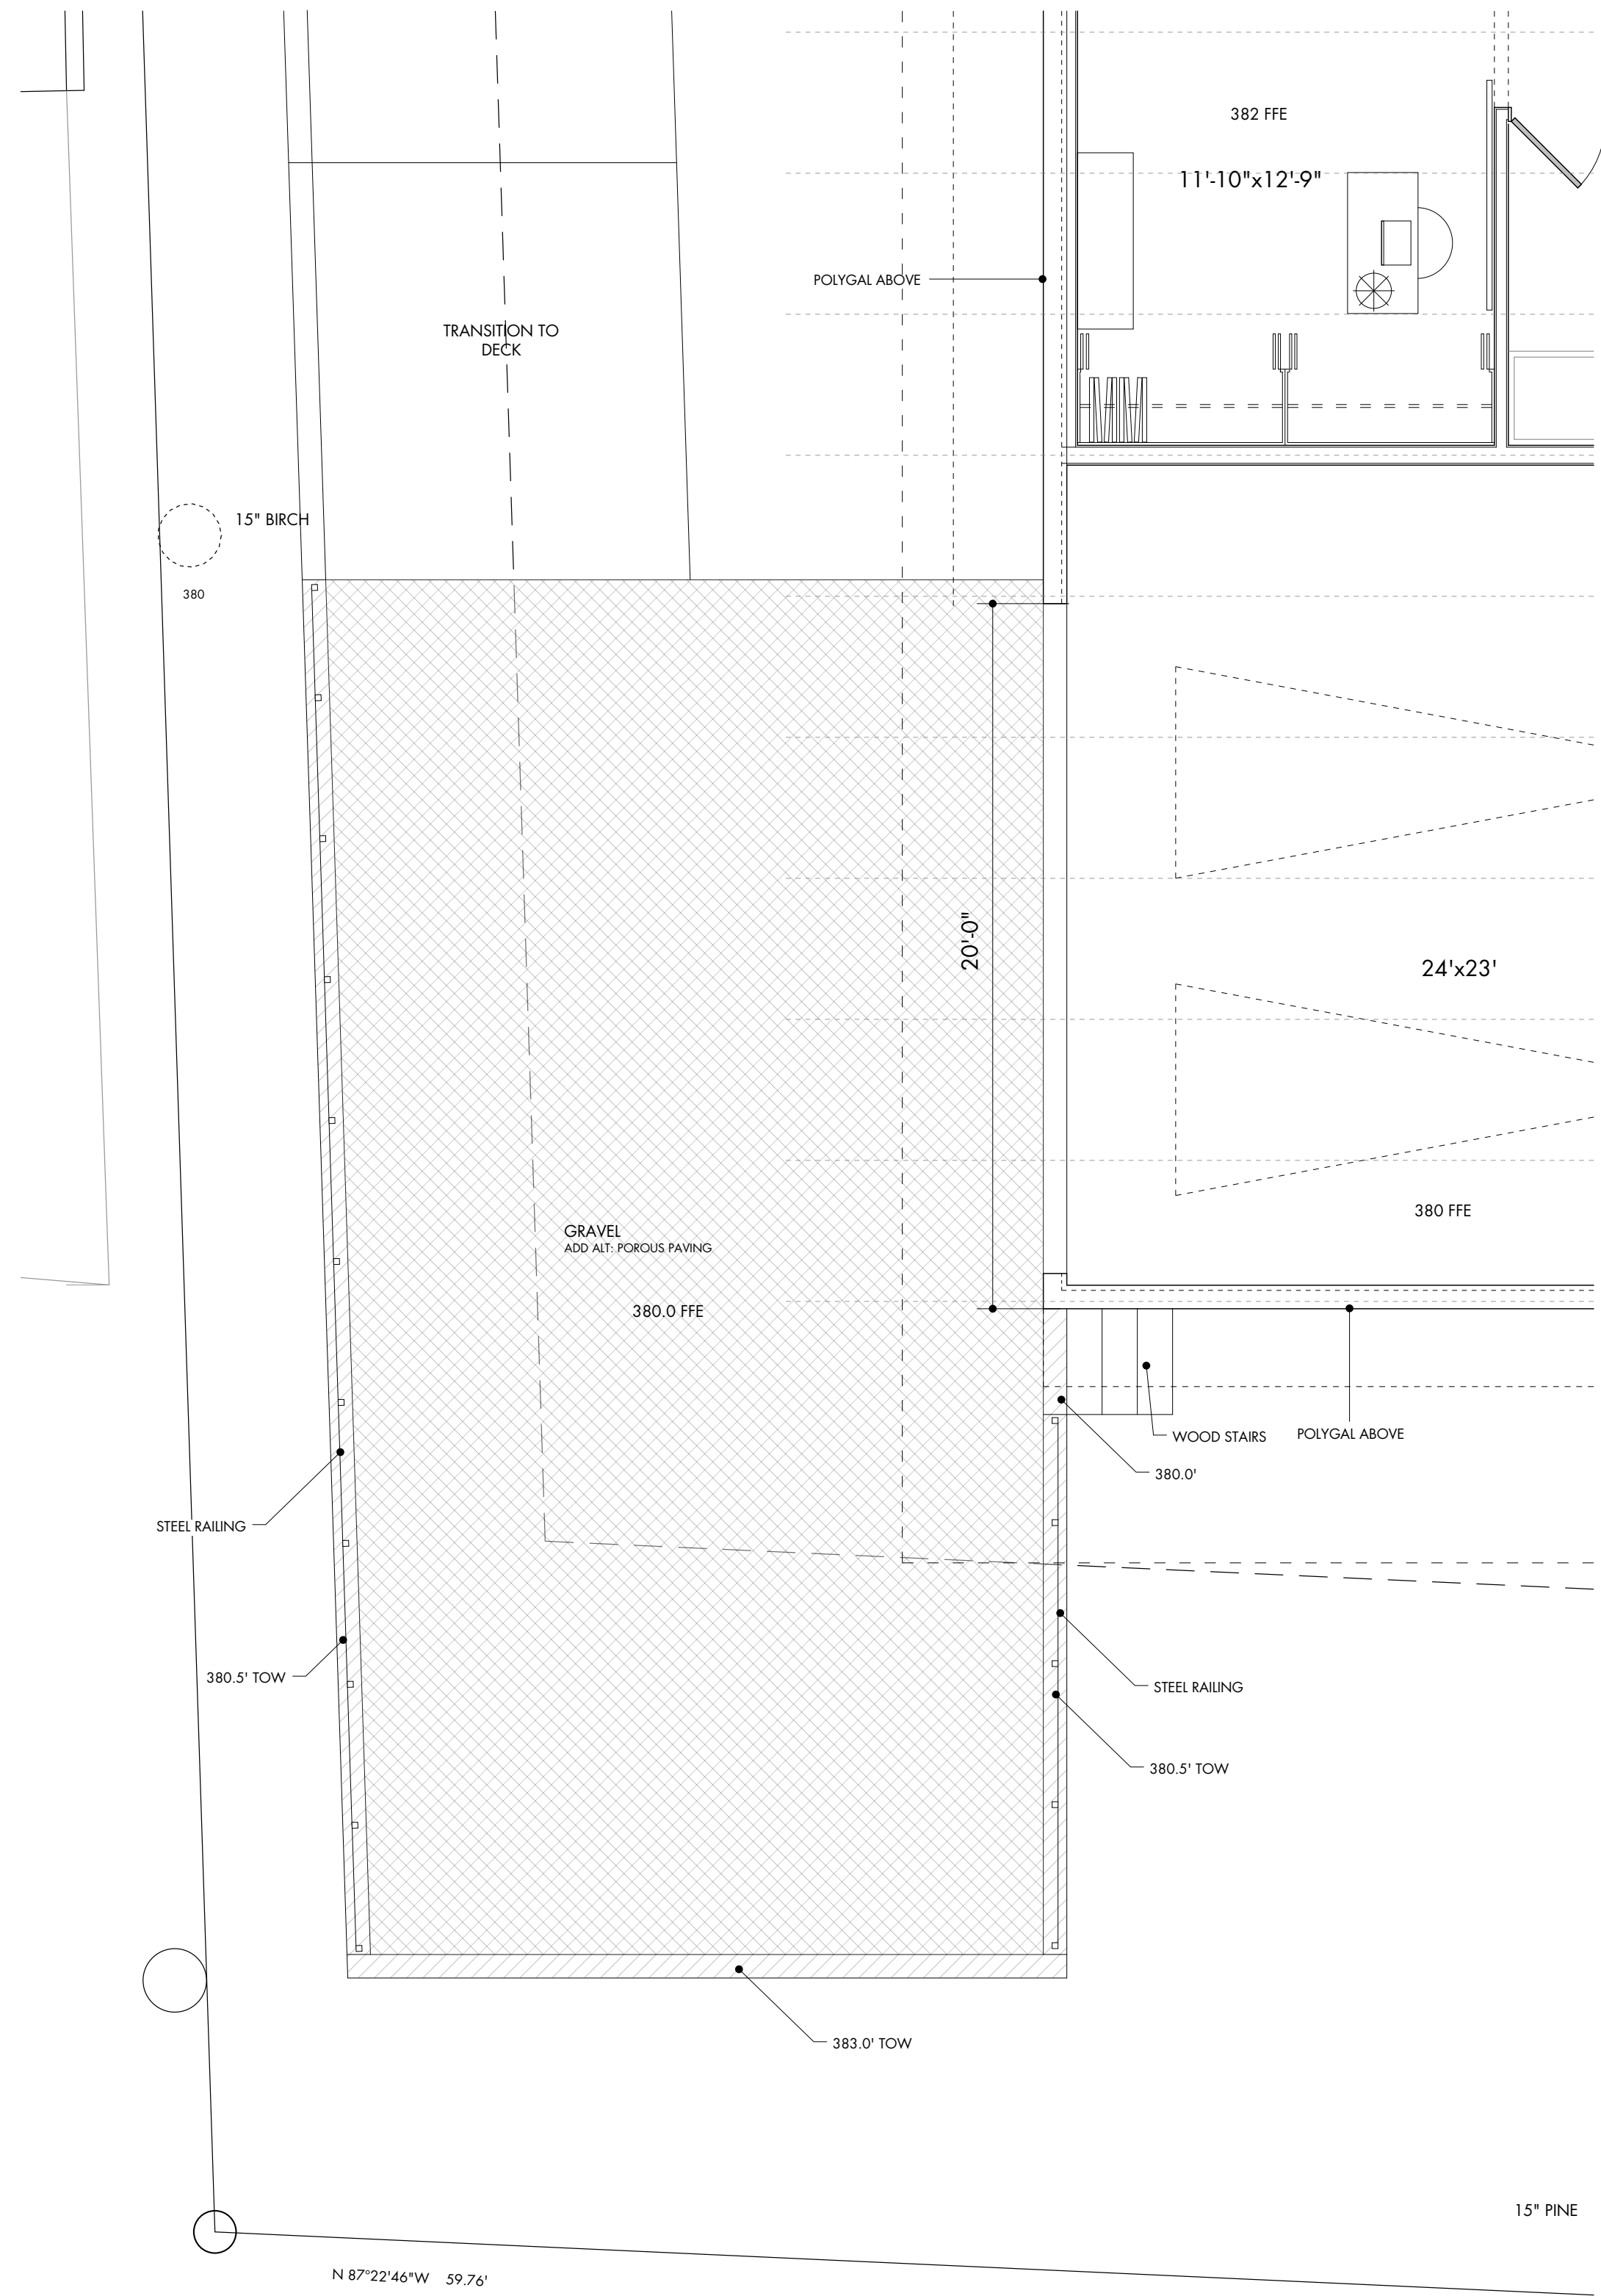 382 FFE
11'-10"x12'-9"
POLYGAL ABOVE
TRANSITION TO
DECK
15" BIRCH
380
20'-0"
24'x23'
380 FFE
GRAVEL
ADD ALT: POROUS PAVING
380.0 FFE
WOOD STAIRS
POLYGAL ABOVE
380.0'
STEEL RAILING
380.5' TOW
STEEL RAILING
380.5' TOW
383.0' TOW
15" PINE
N 87°22'46"W 59.76'